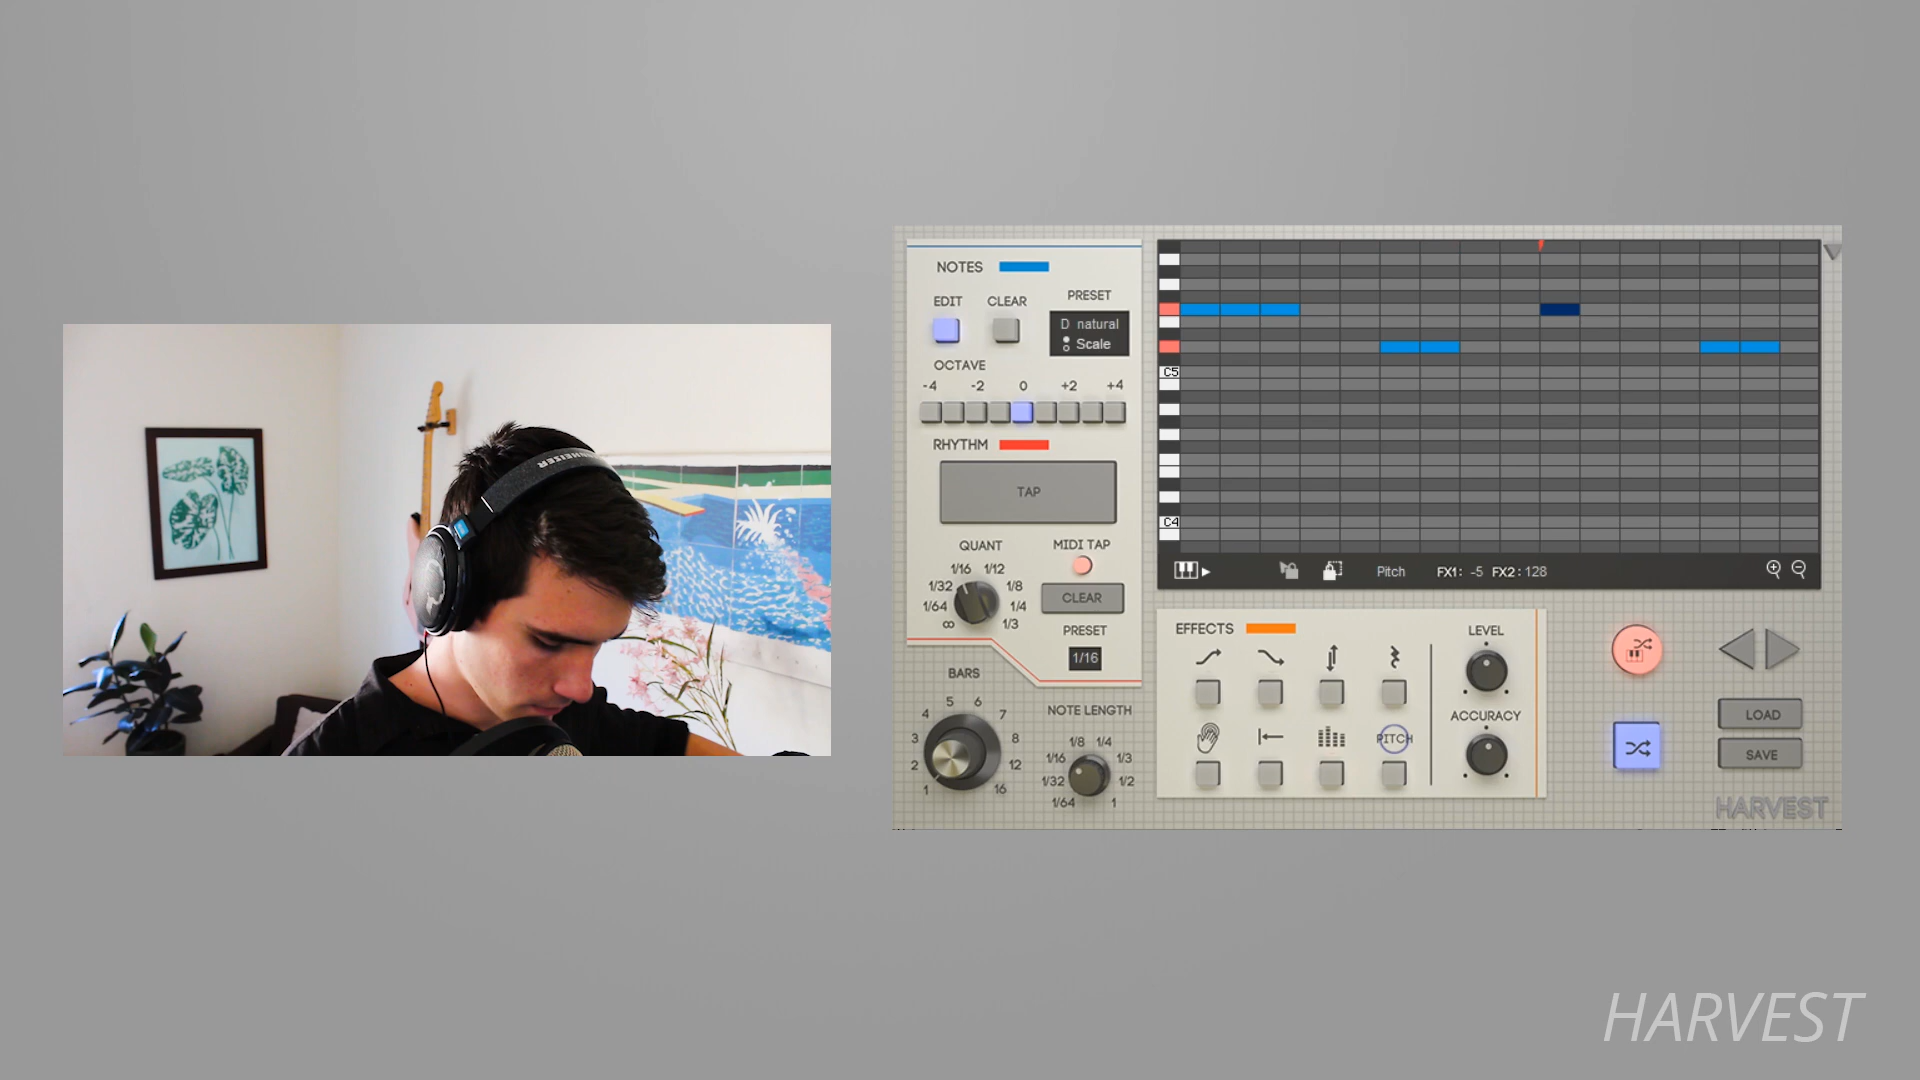 SENNHEISER
NOTES
EDIT CLEAR PRESET
D natural
Scale
OCTAVE
-4 -2 0 +2 +4
RHYTHM
TAP
QUANT MIDI TAP
1/16 1/12
1/32 1/8
1/64 1/4
∞ 1/3
CLEAR
PRESET
1/16
BARS
1 2 3 4 5 6 7 8 12 16
NOTE LENGTH
1/64 1/32 1/16 1/8 1/4 1/3 1/2 1
C5
C4
Pitch FX1: -5 FX2: 128
EFFECTS
PITCH
LEVEL
ACCURACY
LOAD
SAVE
HARVEST
HARVEST